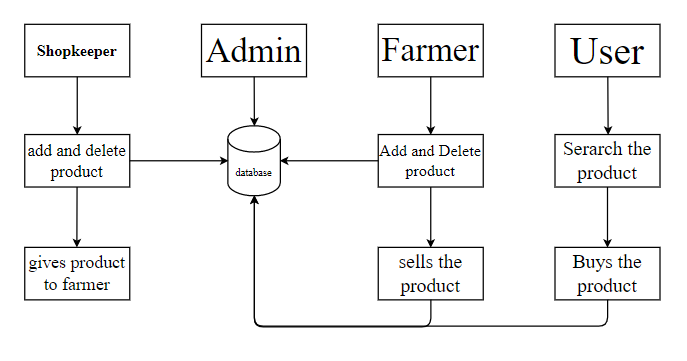 Shopkeeper
Admin
Farmer
User
add and delete
product
database
Add and Delete
product
Serarch the
product
gives product
to farmer
sells the
product
Buys the
product